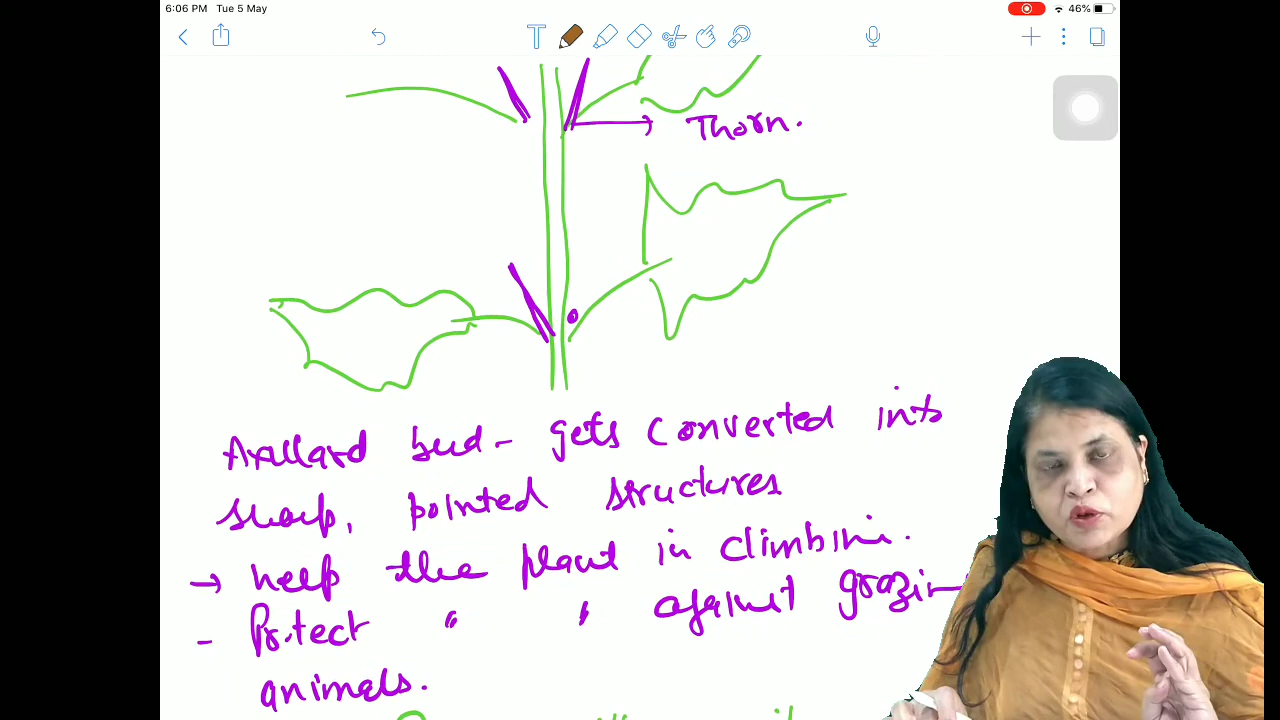 6:06 PM Tue 5 May
46%
T
Thorn.
Axillard bud - gets converted into
sharp, pointed structures
→ help the plant in climbini.
- Protect " " against grazin
animals.